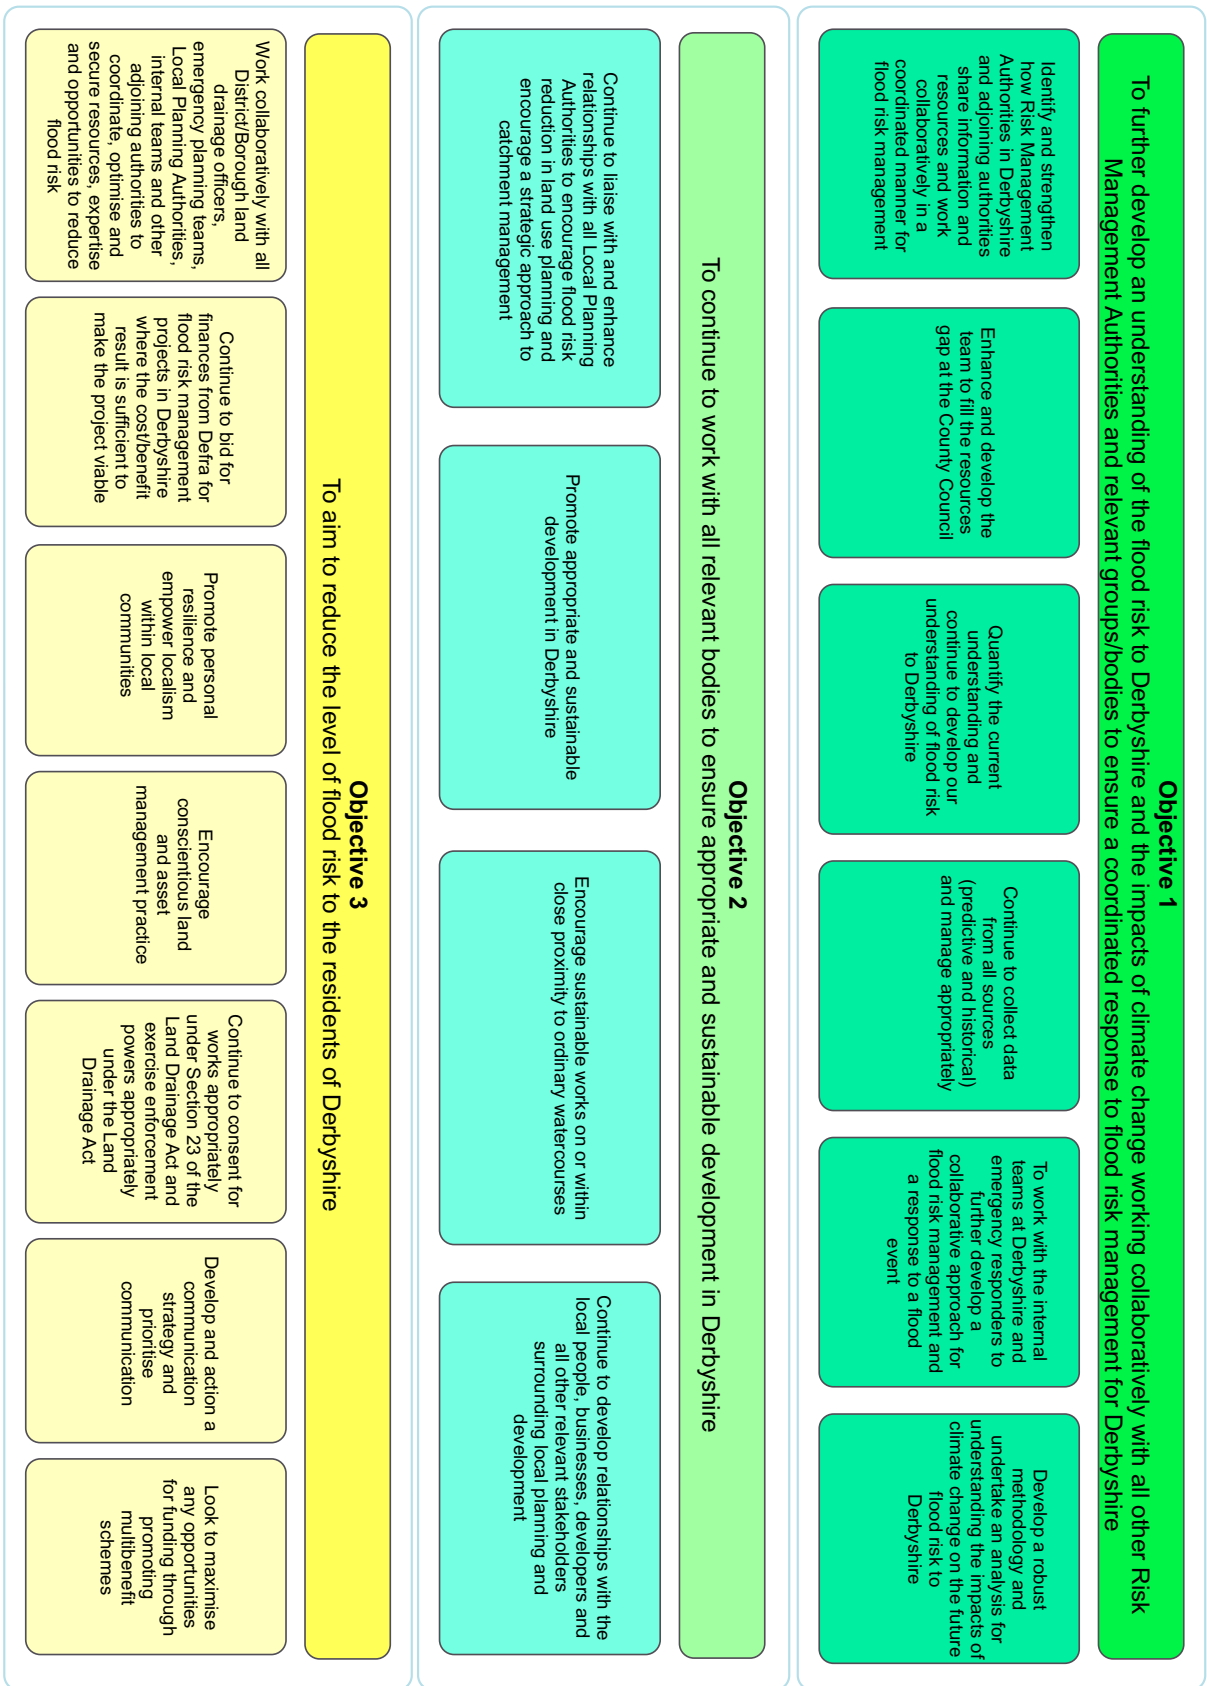 Objective 1
To further develop an understanding of the flood risk to Derbyshire and the impacts of climate change working collaboratively with all other Risk
Management Authorities and relevant groups/bodies to ensure a coordinated response to flood risk management for Derbyshire
Identify and strengthen
how Risk Management
Authorities in Derbyshire
and adjoining authorities
share information and
resources and work
collaboratively in a
coordinated manner for
flood risk management
Enhance and develop the
team to fill the resources
gap at the County Council
Quantify the current
understanding and
continue to develop our
understanding of flood risk
to Derbyshire
Continue to collect data
from all sources
(predictive and historical)
and manage appropriately
To work with the internal
teams at Derbyshire and
emergency responders to
further develop a
collaborative approach for
flood risk management and
a response to a flood
event
Develop a robust
methodology and
undertake an analysis for
understanding the impacts of
climate change on the future
flood risk to
Derbyshire
Objective 2
To continue to work with all relevant bodies to ensure appropriate and sustainable development in Derbyshire
Continue to liaise with and enhance
relationships with all Local Planning
Authorities to encourage flood risk
reduction in land use planning and
encourage a strategic approach to
catchment management
Promote appropriate and sustainable
development in Derbyshire
Encourage sustainable works on or within
close proximity to ordinary watercourses
Continue to develop relationships with the
local people, businesses, developers and
all other relevant stakeholders
surrounding local planning and
development
Objective 3
To aim to reduce the level of flood risk to the residents of Derbyshire
Work collaboratively with all
District/Borough land
drainage officers,
emergency planning teams,
Local Planning Authorities,
internal teams and other
adjoining authorities to
coordinate, optimise and
secure resources, expertise
and opportunities to reduce
flood risk
Continue to bid for
finances from Defra for
flood risk management
projects in Derbyshire
where the cost/benefit
result is sufficient to
make the project viable
Promote personal
resilience and
empower localism
within local
communities
Encourage
conscientious land
and asset
management practice
Continue to consent for
works appropriately
under Section 23 of the
Land Drainage Act and
exercise enforcement
powers appropriately
under the Land
Drainage Act
Develop and action a
communication
strategy and
prioritise
communication
Look to maximise
any opportunities
for funding through
promoting
multibenefit
schemes